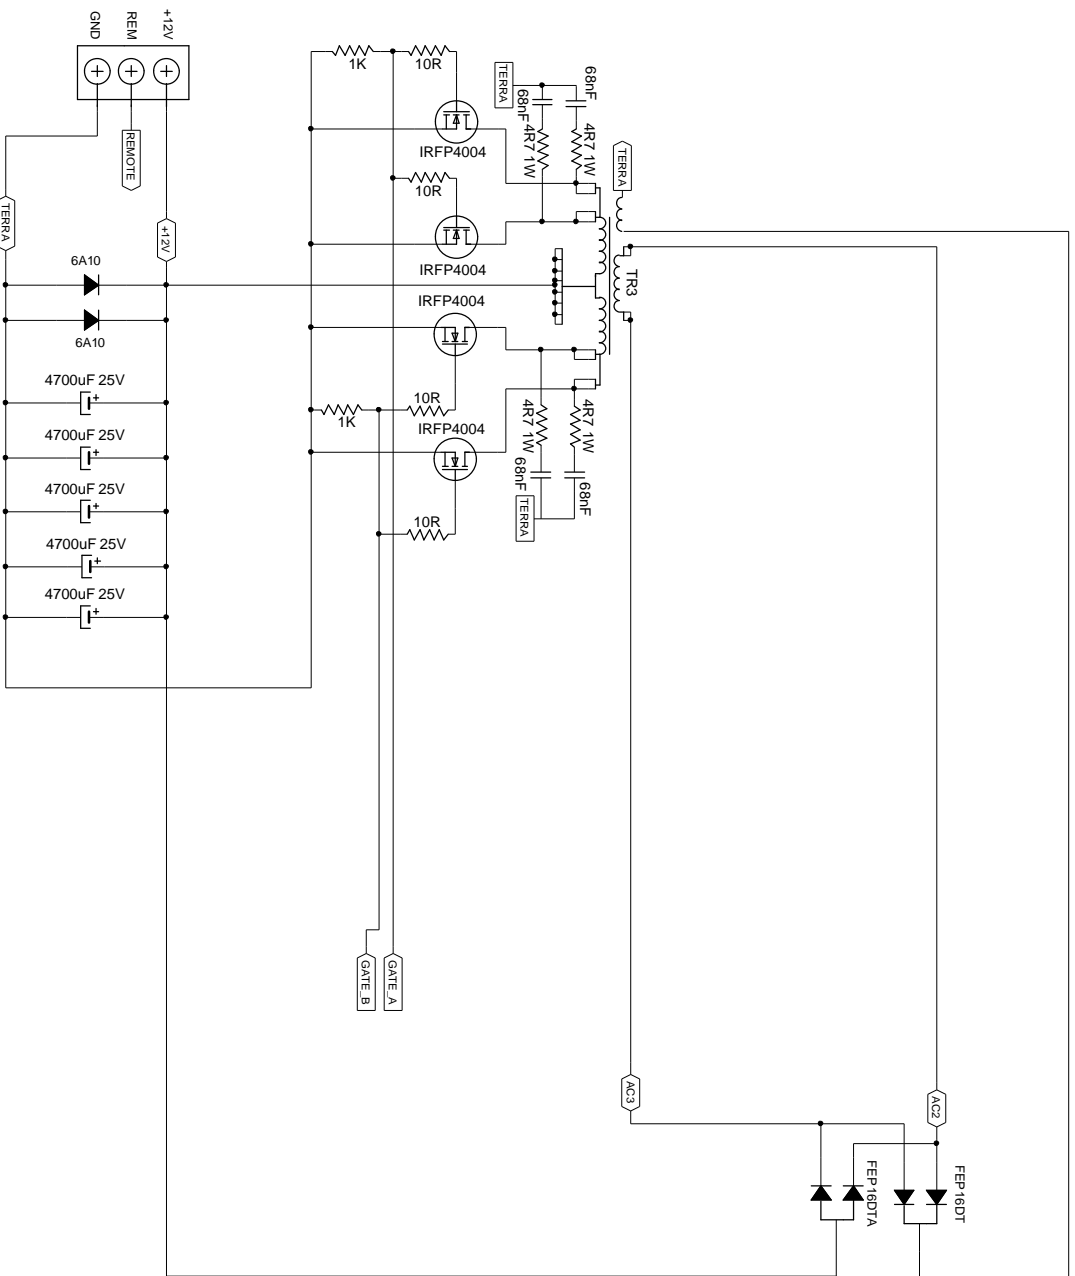 +12V
REM
GND
REMOTE
TERRA
+12V
6A10
6A10
4700uF 25V
4700uF 25V
4700uF 25V
4700uF 25V
4700uF 25V
1K
10R
IRFP4004
10R
IRFP4004
IRFP4004
10R
1K
IRFP4004
10R
TERRA
68nF
68nF
4R7 1W
4R7 1W
TERRA
TR3
4R7 1W
4R7 1W
68nF
68nF
TERRA
GATE_B
GATE_A
AC3
AC2
FEP16DTA
FEP16DT